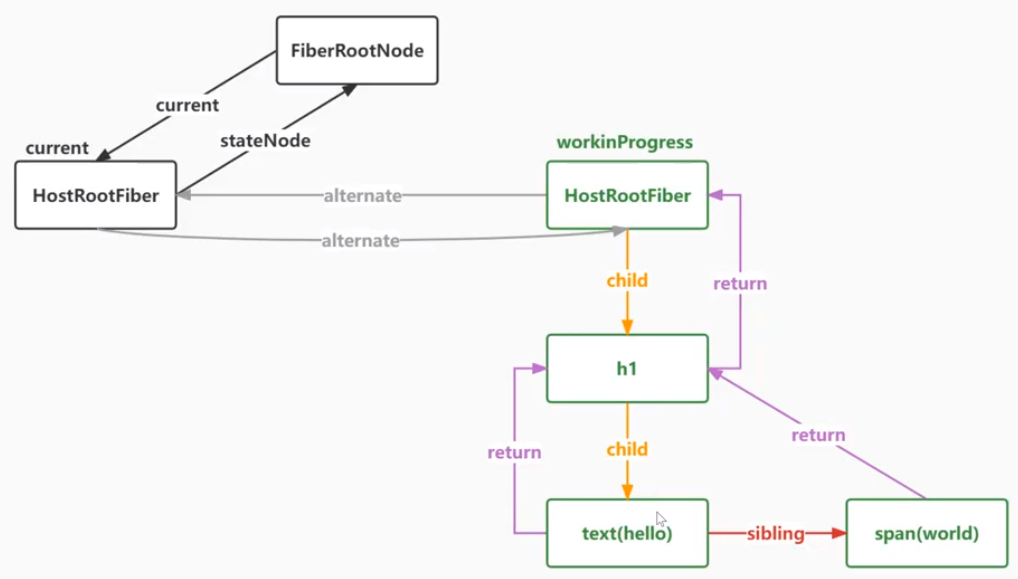 FiberRootNode
current
stateNode
current
workinProgress
HostRootFiber
alternate
HostRootFiber
alternate
child
return
h1
return
child
return
text(hello)
sibling
span(world)